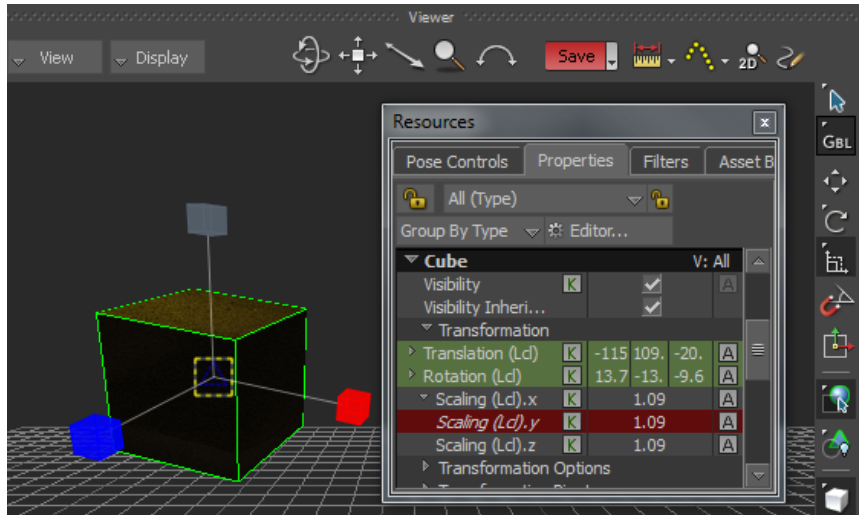 Viewer
View
Display
Save
2D
Resources
GBL
Pose Controls Properties Filters Asset B
All (Type)
Group By Type Editor...
Cube V: All
Visibility K A
Visibility Inheri...
Transformation
Translation (Lcl) K -115 109. -20. A
Rotation (Lcl) K 13.7 -13. -9.6 A
Scaling (Lcl).x K 1.09 A
Scaling (Lcl).y K 1.09 A
Scaling (Lcl).z K 1.09 A
Transformation Options